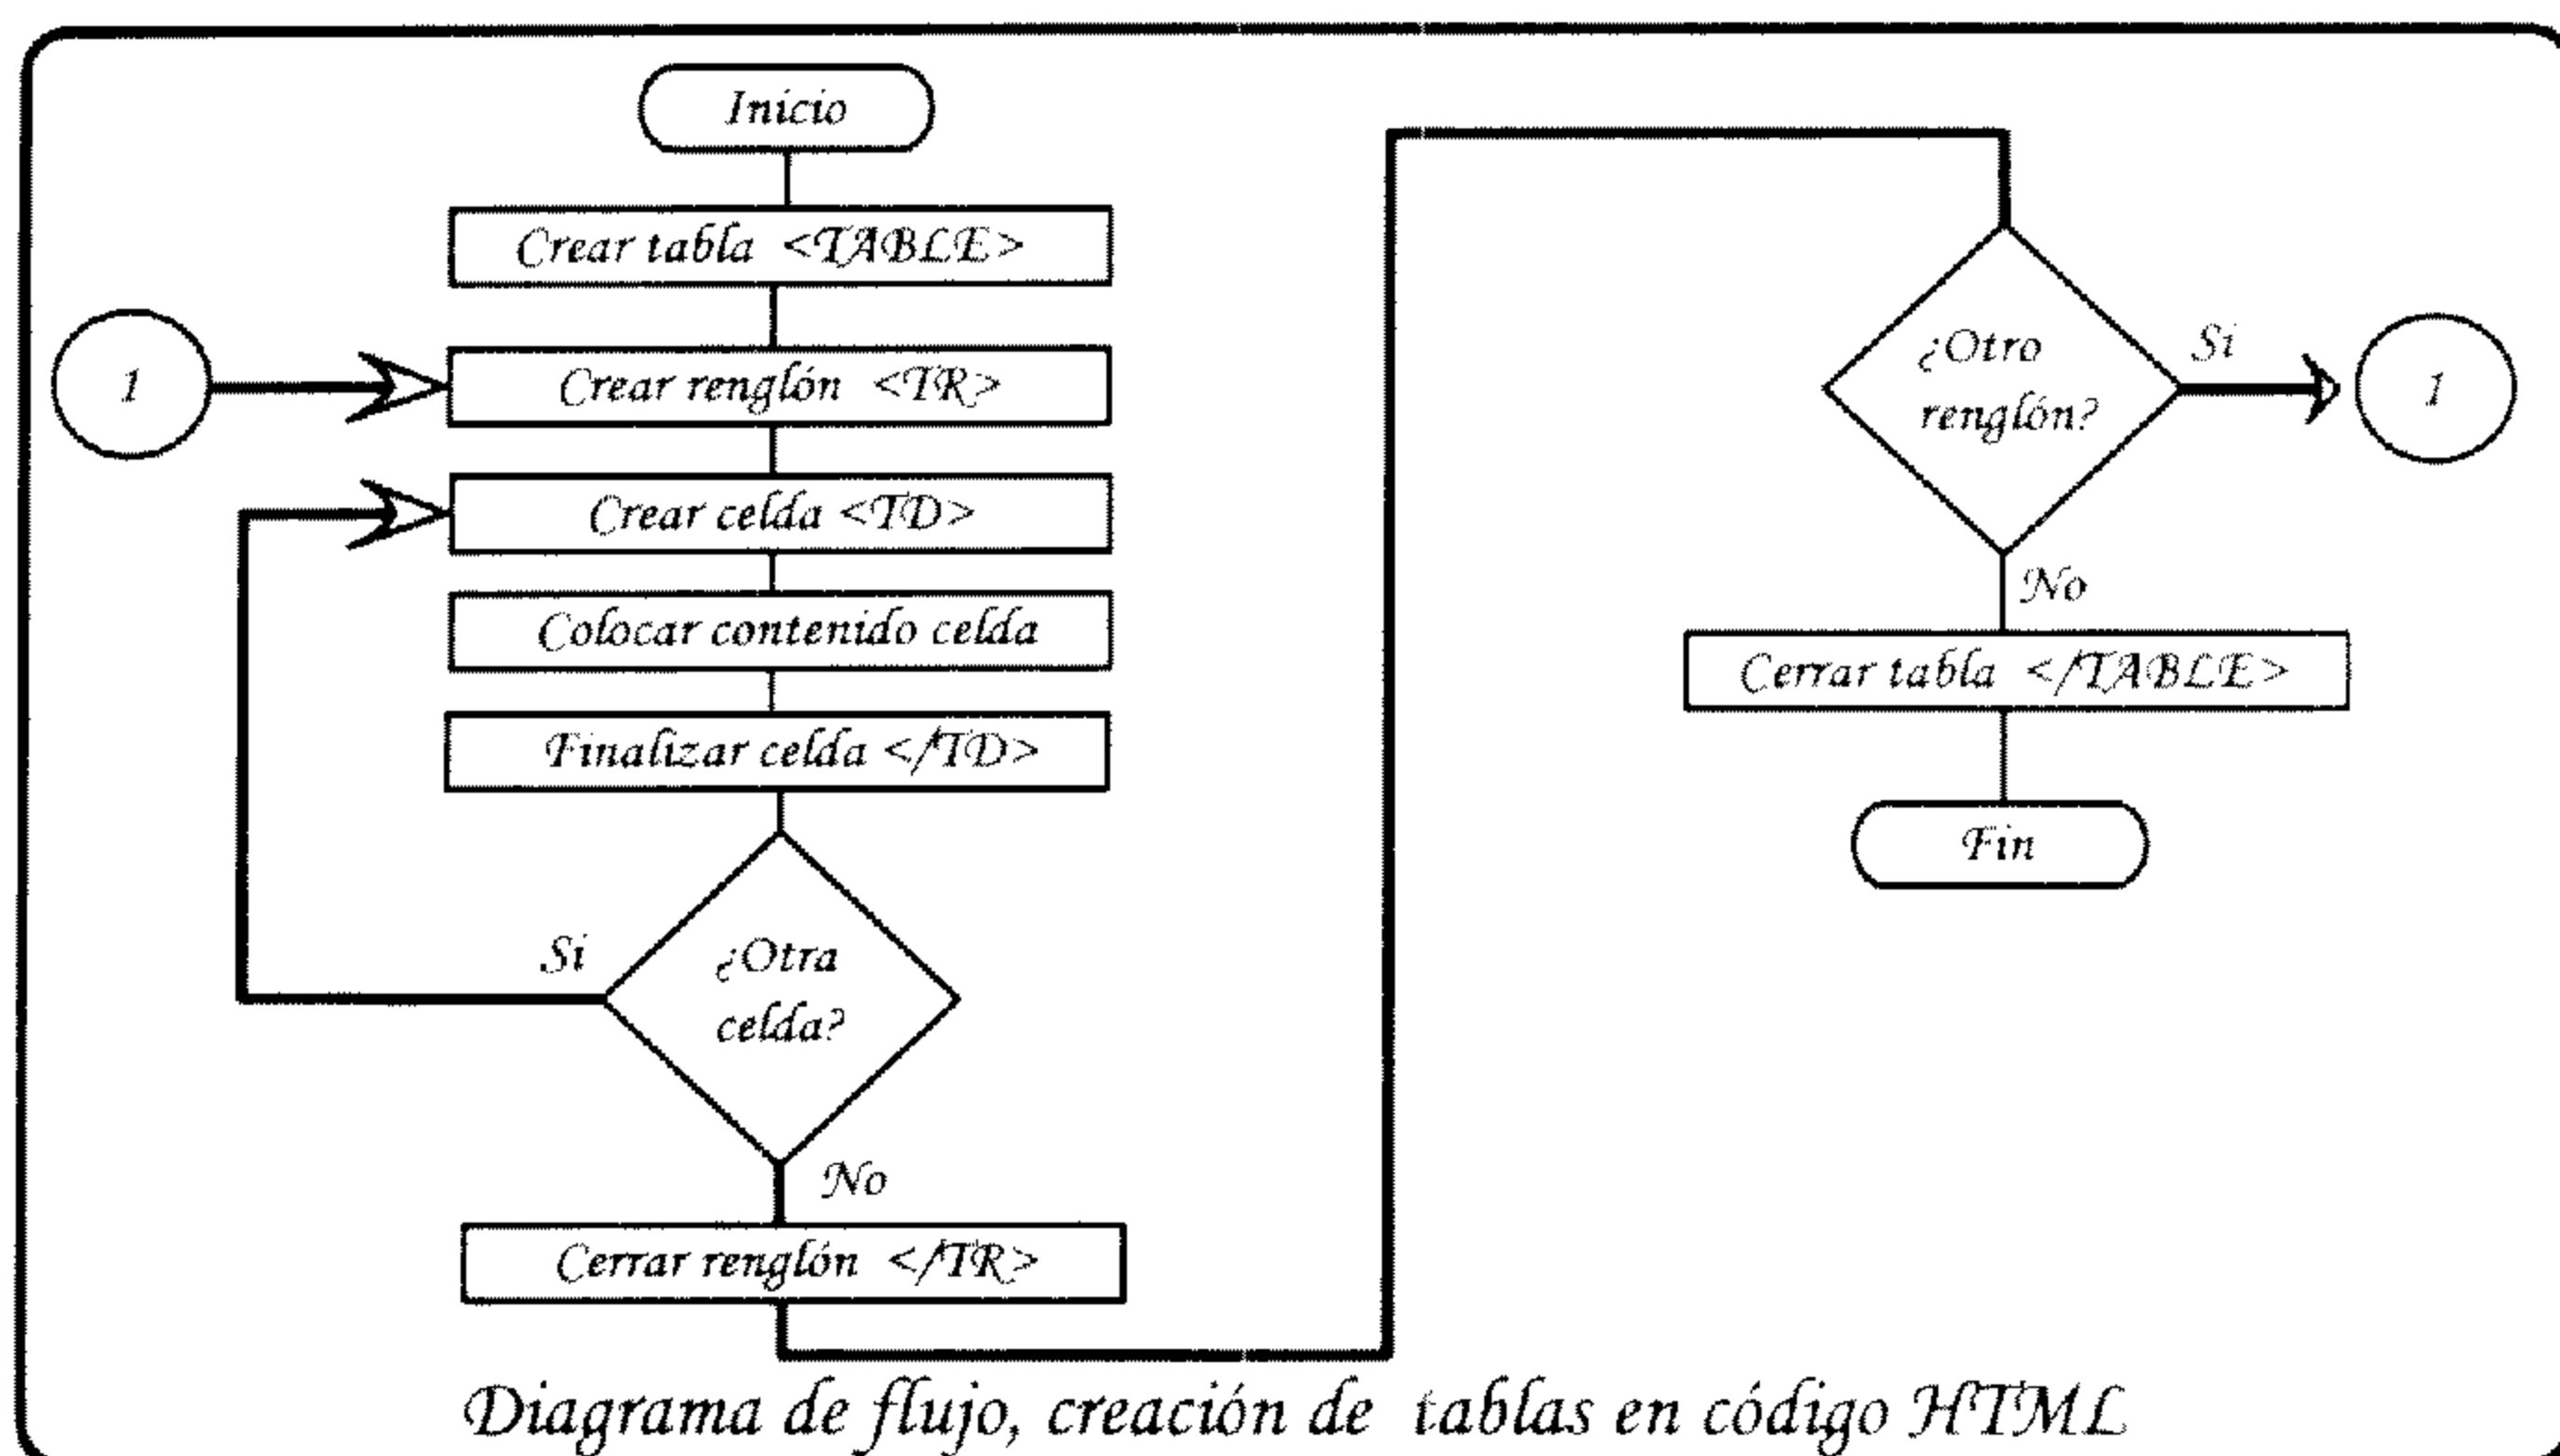 Inicio
Crear tabla <TABLE>
1
Crear renglón <TR>
Crear celda <TD>
Colocar contenido celda
Finalizar celda </TD>
Si
¿Otra
celda?
No
Cerrar renglón </TR>
¿Otro
renglón?
Si
1
No
Cerrar tabla </TABLE>
Fin
Diagrama de flujo, creación de tablas en código HTML